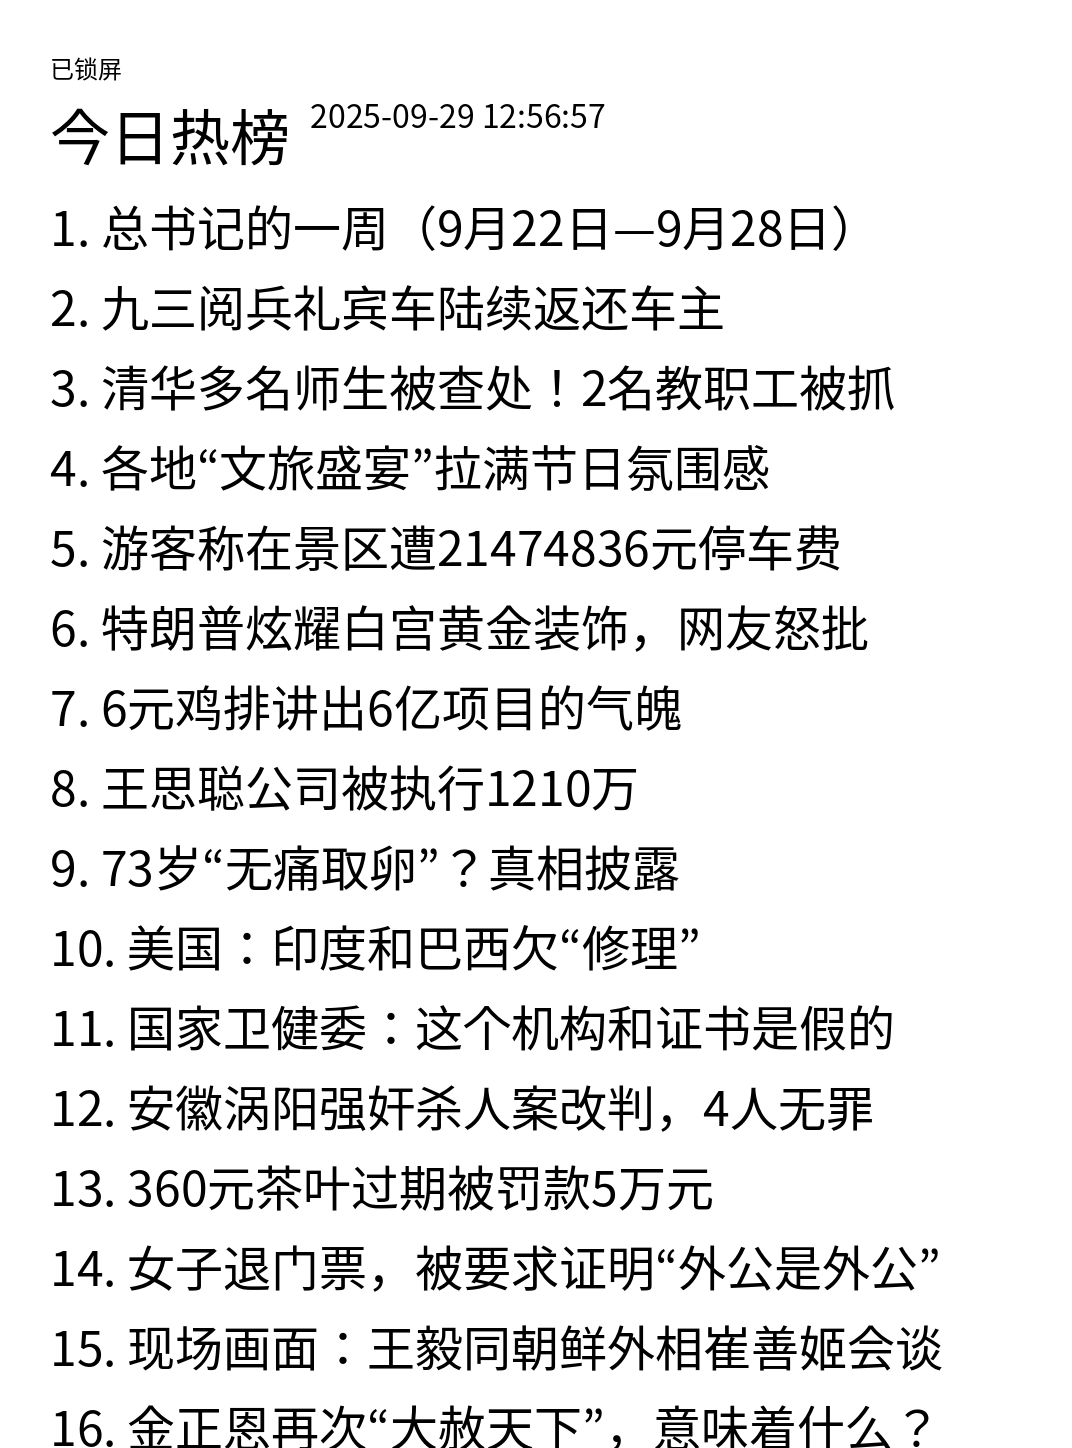 已锁屏
今日热榜 2025-09-29 12:56:57
1. 总书记的一周（9月22日—9月28日）
2. 九三阅兵礼宾车陆续返还车主
3. 清华多名师生被查处！2名教职工被抓
4. 各地“文旅盛宴”拉满节日氛围感
5. 游客称在景区遭21474836元停车费
6. 特朗普炫耀白宫黄金装饰，网友怒批
7. 6元鸡排讲出6亿项目的气魄
8. 王思聪公司被执行1210万
9. 73岁“无痛取卵”？真相披露
10. 美国：印度和巴西欠“修理”
11. 国家卫健委：这个机构和证书是假的
12. 安徽涡阳强奸杀人案改判，4人无罪
13. 360元茶叶过期被罚款5万元
14. 女子退门票，被要求证明“外公是外公”
15. 现场画面：王毅同朝鲜外相崔善姬会谈
16. 金正恩再次“大赦天下”，意味着什么？